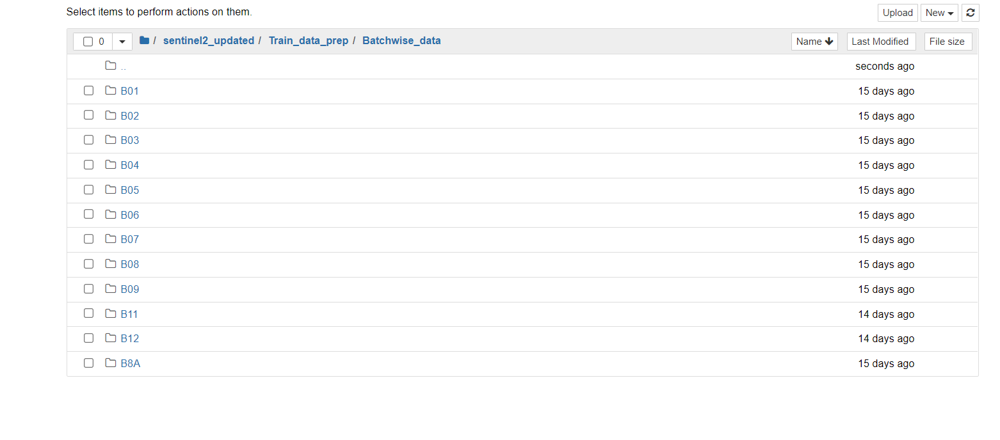 Select items to perform actions on them.
Upload New
0 / sentinel2_updated / Train_data_prep / Batchwise_data Name Last Modified File size
.. seconds ago
B01 15 days ago
B02 15 days ago
B03 15 days ago
B04 15 days ago
B05 15 days ago
B06 15 days ago
B07 15 days ago
B08 15 days ago
B09 15 days ago
B11 14 days ago
B12 14 days ago
B8A 15 days ago